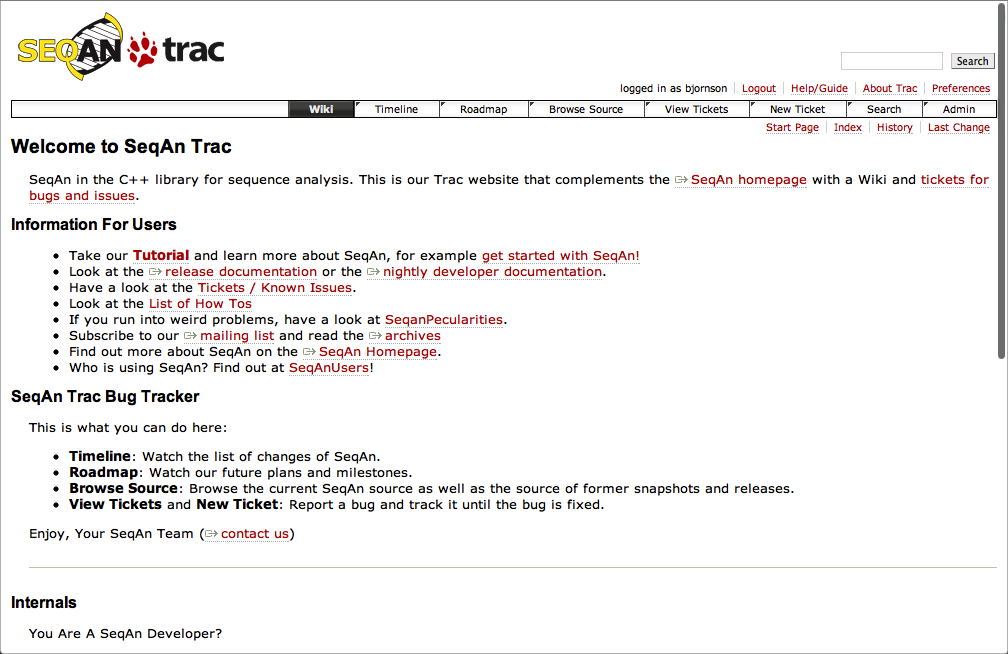 SEQAN trac
Search
logged in as bjornson Logout Help/Guide About Trac Preferences
Wiki Timeline Roadmap Browse Source View Tickets New Ticket Search Admin
Start Page Index History Last Change
Welcome to SeqAn Trac
SeqAn in the C++ library for sequence analysis. This is our Trac website that complements the SeqAn homepage with a Wiki and tickets for
bugs and issues.
Information For Users
• Take our Tutorial and learn more about SeqAn, for example get started with SeqAn!
• Look at the release documentation or the nightly developer documentation.
• Have a look at the Tickets / Known Issues.
• Look at the List of How Tos
• If you run into weird problems, have a look at SeqanPecularities.
• Subscribe to our mailing list and read the archives
• Find out more about SeqAn on the SeqAn Homepage.
• Who is using SeqAn? Find out at SeqAnUsers!
SeqAn Trac Bug Tracker
This is what you can do here:
• Timeline: Watch the list of changes of SeqAn.
• Roadmap: Watch our future plans and milestones.
• Browse Source: Browse the current SeqAn source as well as the source of former snapshots and releases.
• View Tickets and New Ticket: Report a bug and track it until the bug is fixed.
Enjoy, Your SeqAn Team (contact us)
Internals
You Are A SeqAn Developer?